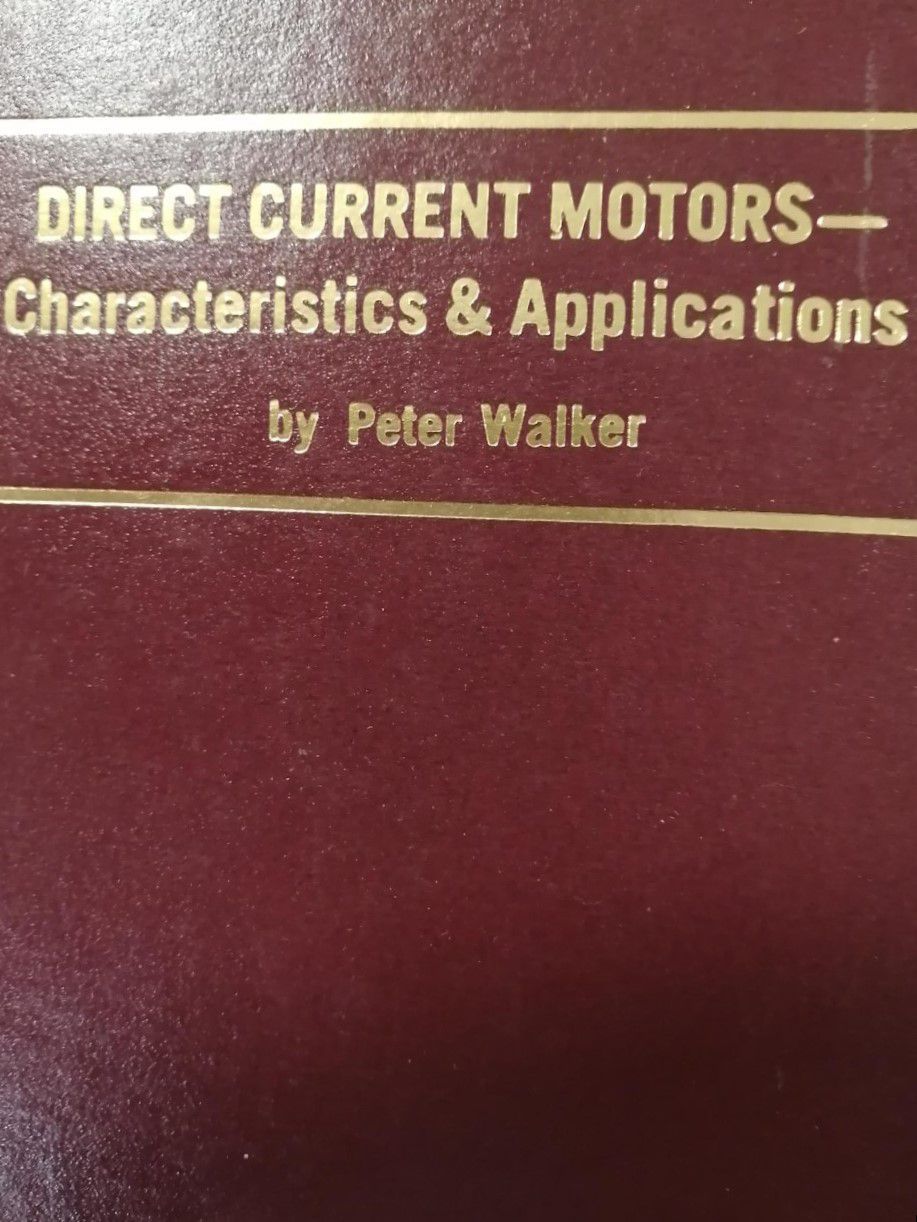 DIRECT CURRENT MOTORS—
Characteristics & Applications
by Peter Walker